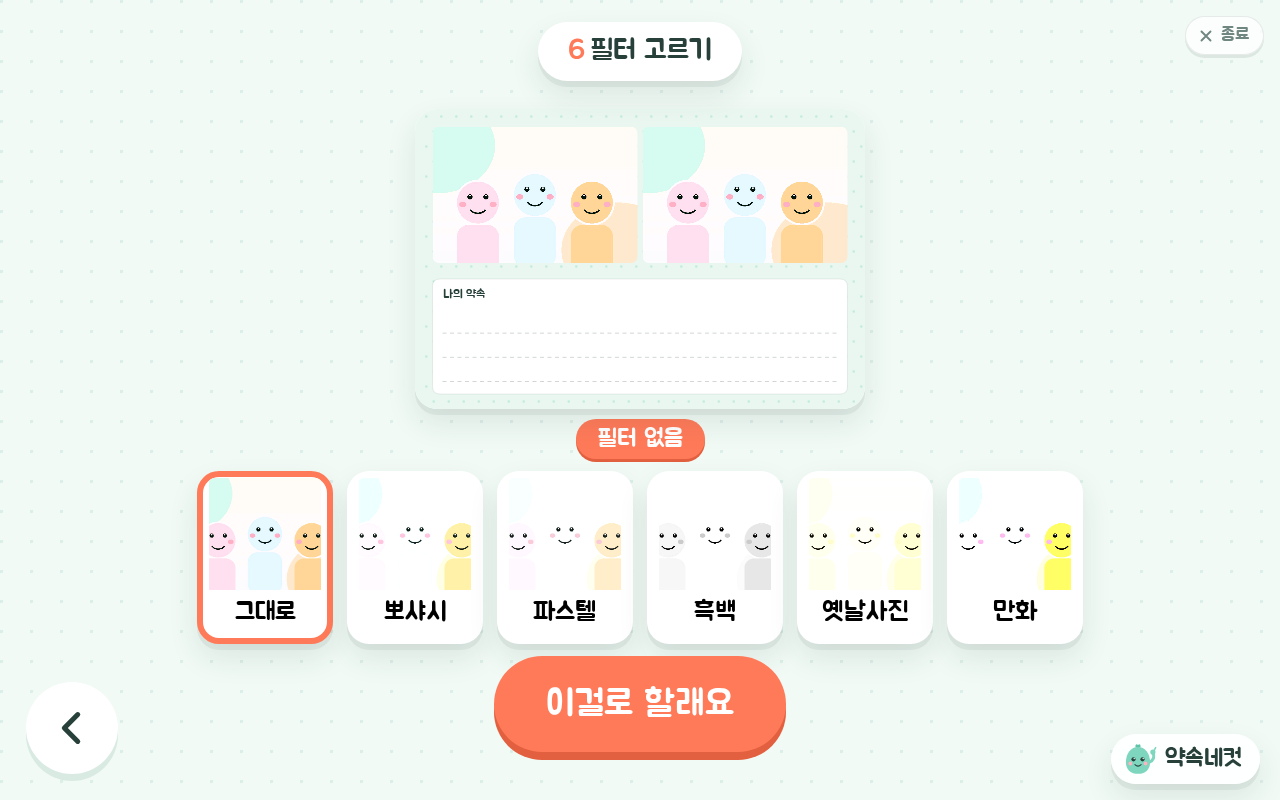 6 필터 고르기
종료
나의 약속
필터 없음
그대로
뽀샤시
파스텔
흑백
옛날사진
만화
이걸로 할래요
약속네컷